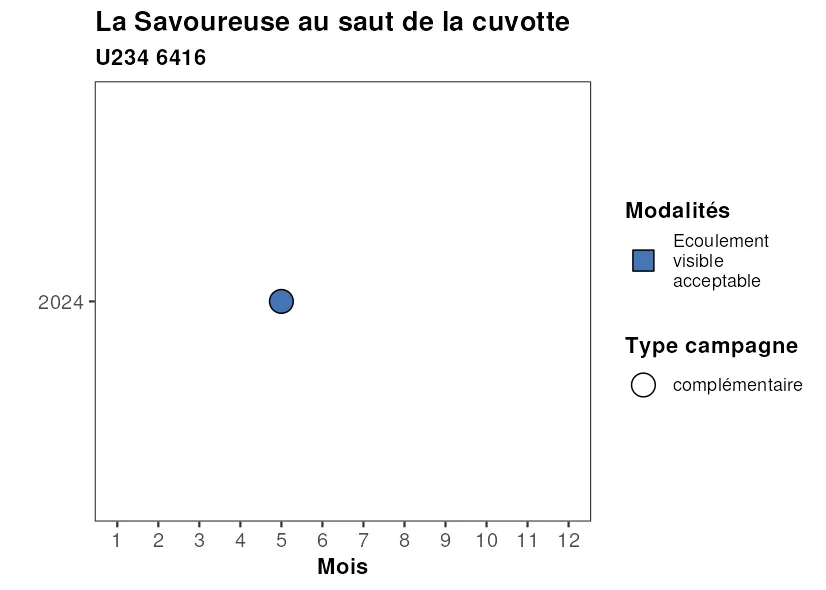 La Savoureuse au saut de la cuvotte
U234 6416
Modalités
Ecoulement
visible
acceptable
2024
Type campagne
complémentaire
1 2 3 4 5 6 7 8 9 10 11 12
Mois